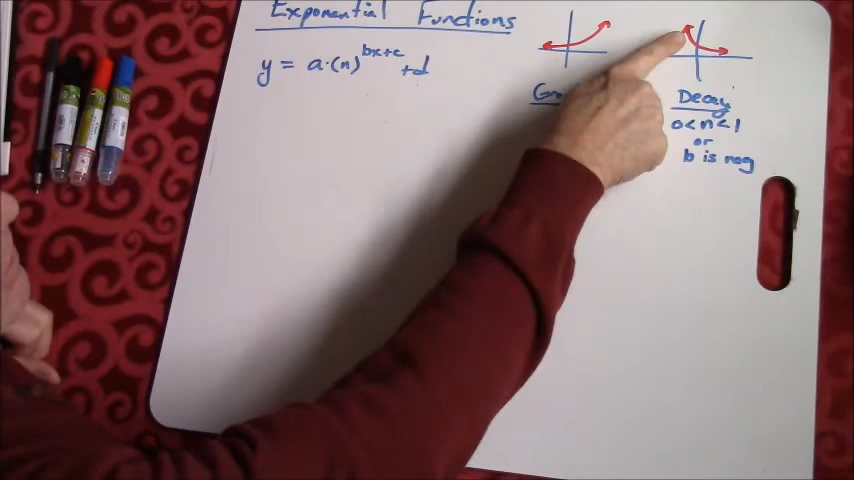 Exponential Functions
y = a·(n)^bx+c +d
Decay
0<n<1
or
b is neg